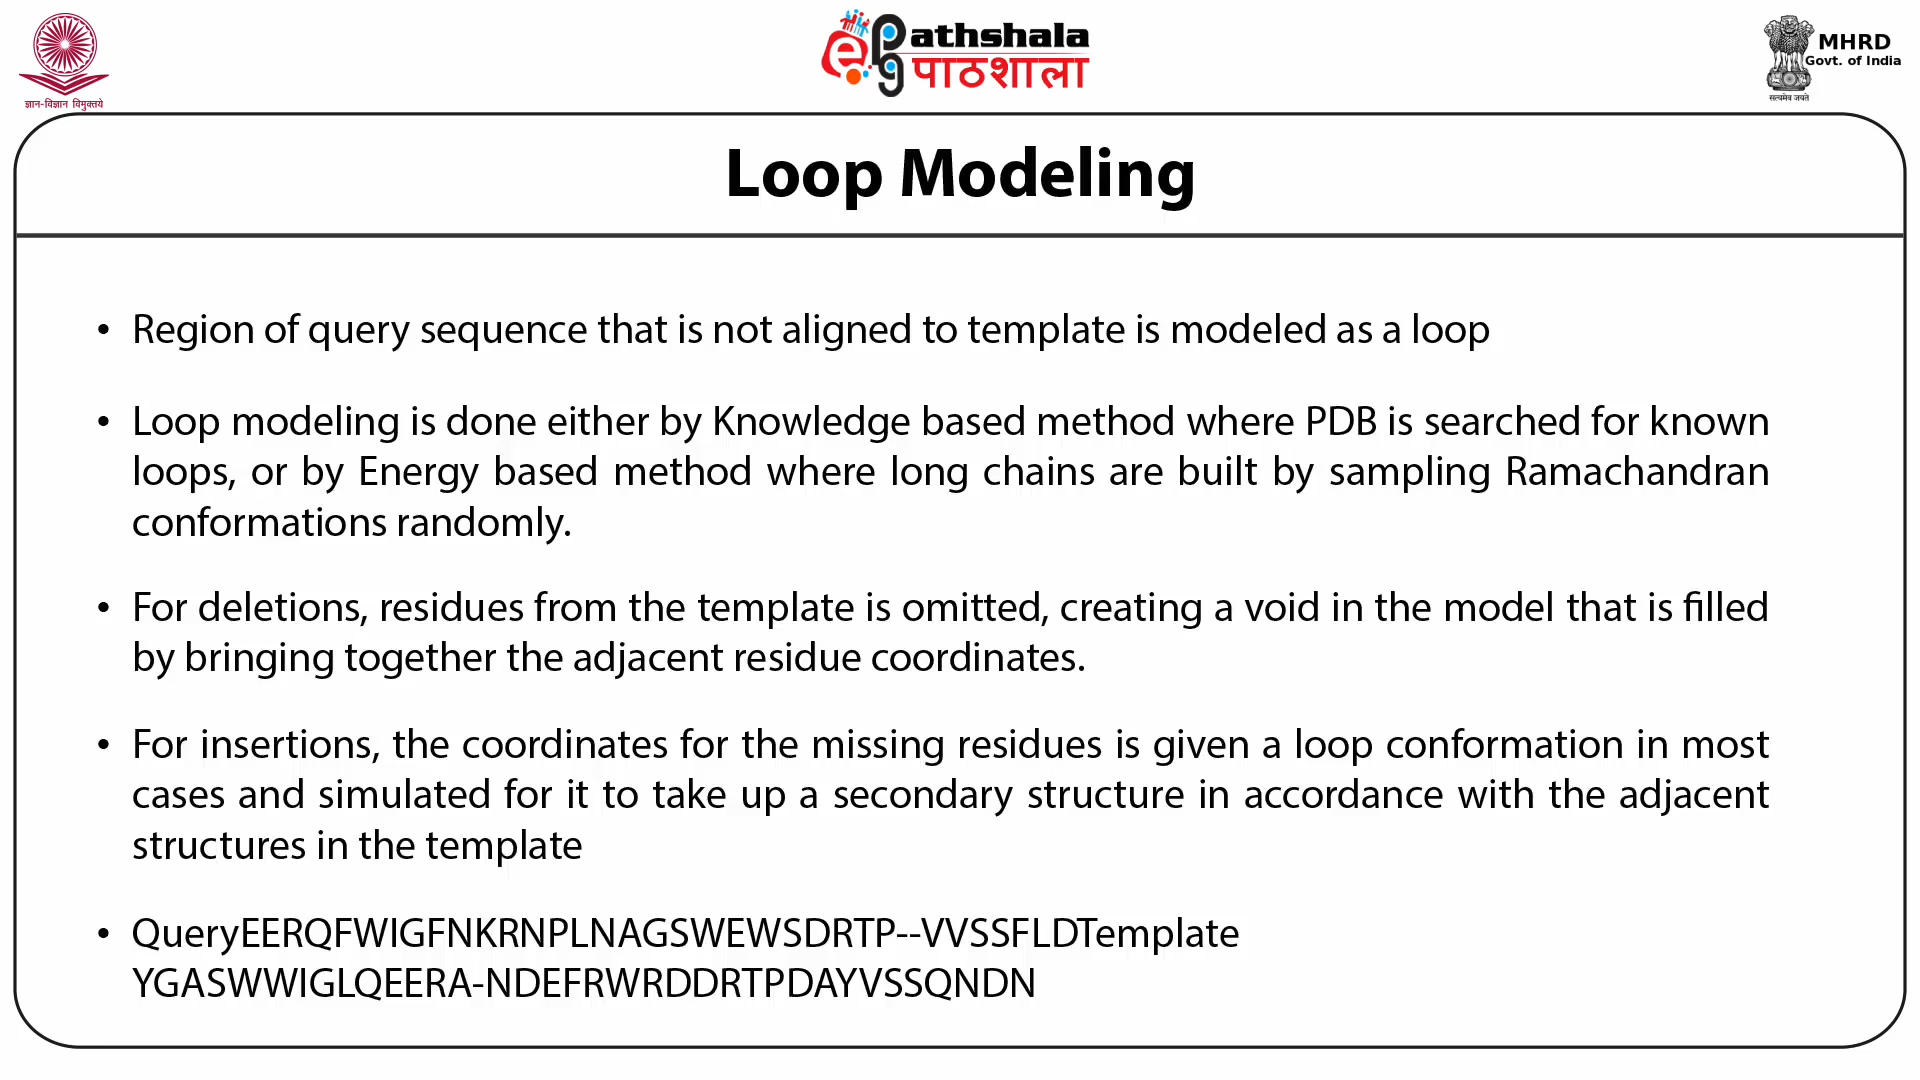 ज्ञान-विज्ञान विमुक्तये
ePathshala
पाठशाला
MHRD
Govt. of India
सत्यमेव जयते
Loop Modeling
• Region of query sequence that is not aligned to template is modeled as a loop
• Loop modeling is done either by Knowledge based method where PDB is searched for known
loops, or by Energy based method where long chains are built by sampling Ramachandran
conformations randomly.
• For deletions, residues from the template is omitted, creating a void in the model that is filled
by bringing together the adjacent residue coordinates.
• For insertions, the coordinates for the missing residues is given a loop conformation in most
cases and simulated for it to take up a secondary structure in accordance with the adjacent
structures in the template
• QueryEERQFWIGFNKRNPLNAGSWEWSDRTP--VVSSFLDTemplate
YGASWWIGLQEERA-NDEFRWRDDRTPDAYVSSQNDN